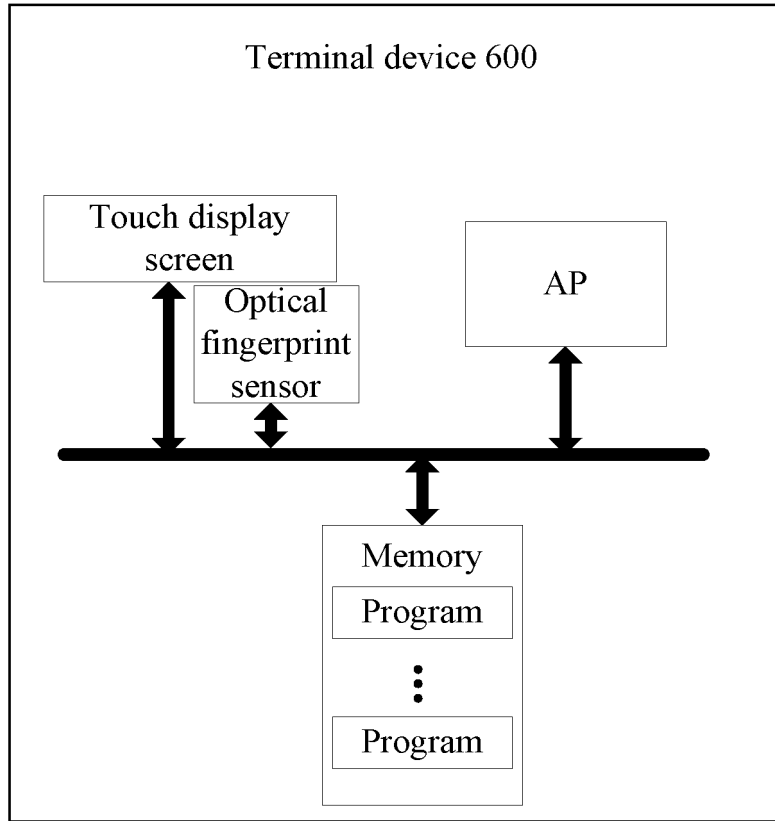 Terminal device 600
Touch display
screen
Optical
fingerprint
sensor
AP
Memory
Program
Program